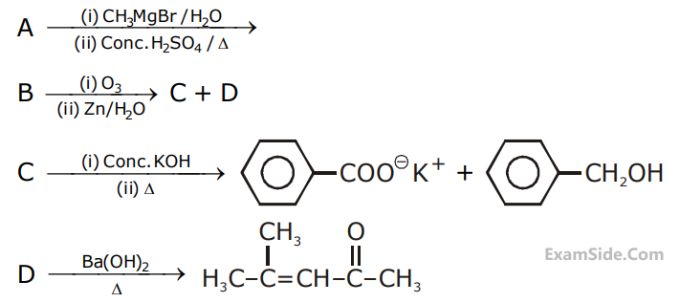 A (i) CH₃MgBr/H₂O
(ii) Conc.H₂SO₄ / Δ
B (i) O₃ C + D
(ii) Zn/H₂O
C (i) Conc.KOH COO⊖K⁺ + CH₂OH
(ii) Δ
CH₃ O
D Ba(OH)₂ H₃C–C=CH–C–CH₃
Δ
ExamSide.Com